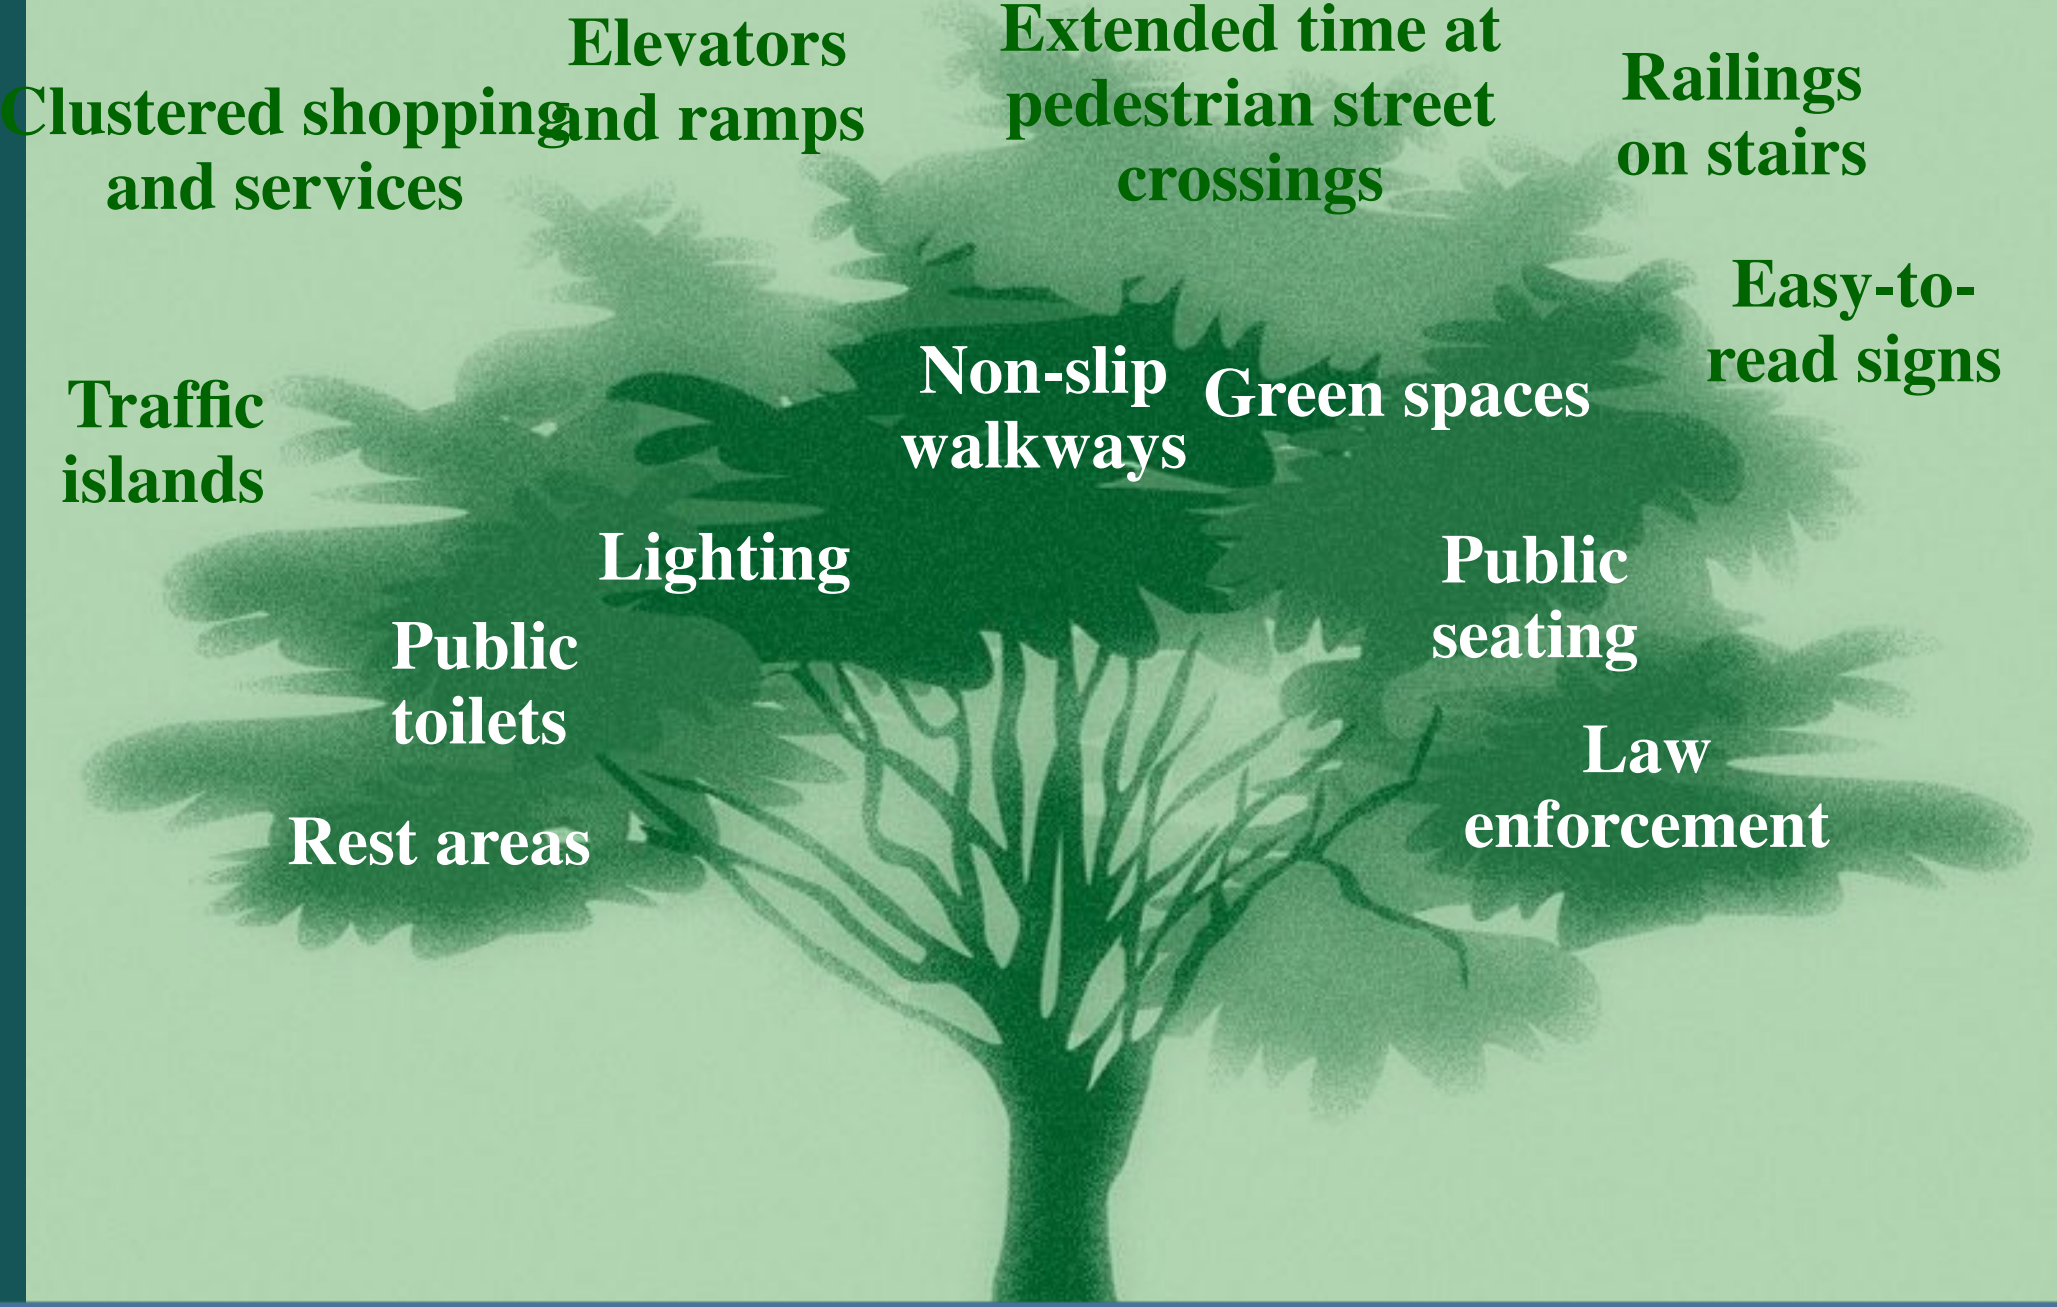 Elevators
and ramps
Extended time at
pedestrian street
crossings
Railings
on stairs
Clustered shopping
and services
Easy-to-
read signs
Traffic
islands
Non-slip
walkways
Green spaces
Lighting
Public
seating
Public
toilets
Law
enforcement
Rest areas